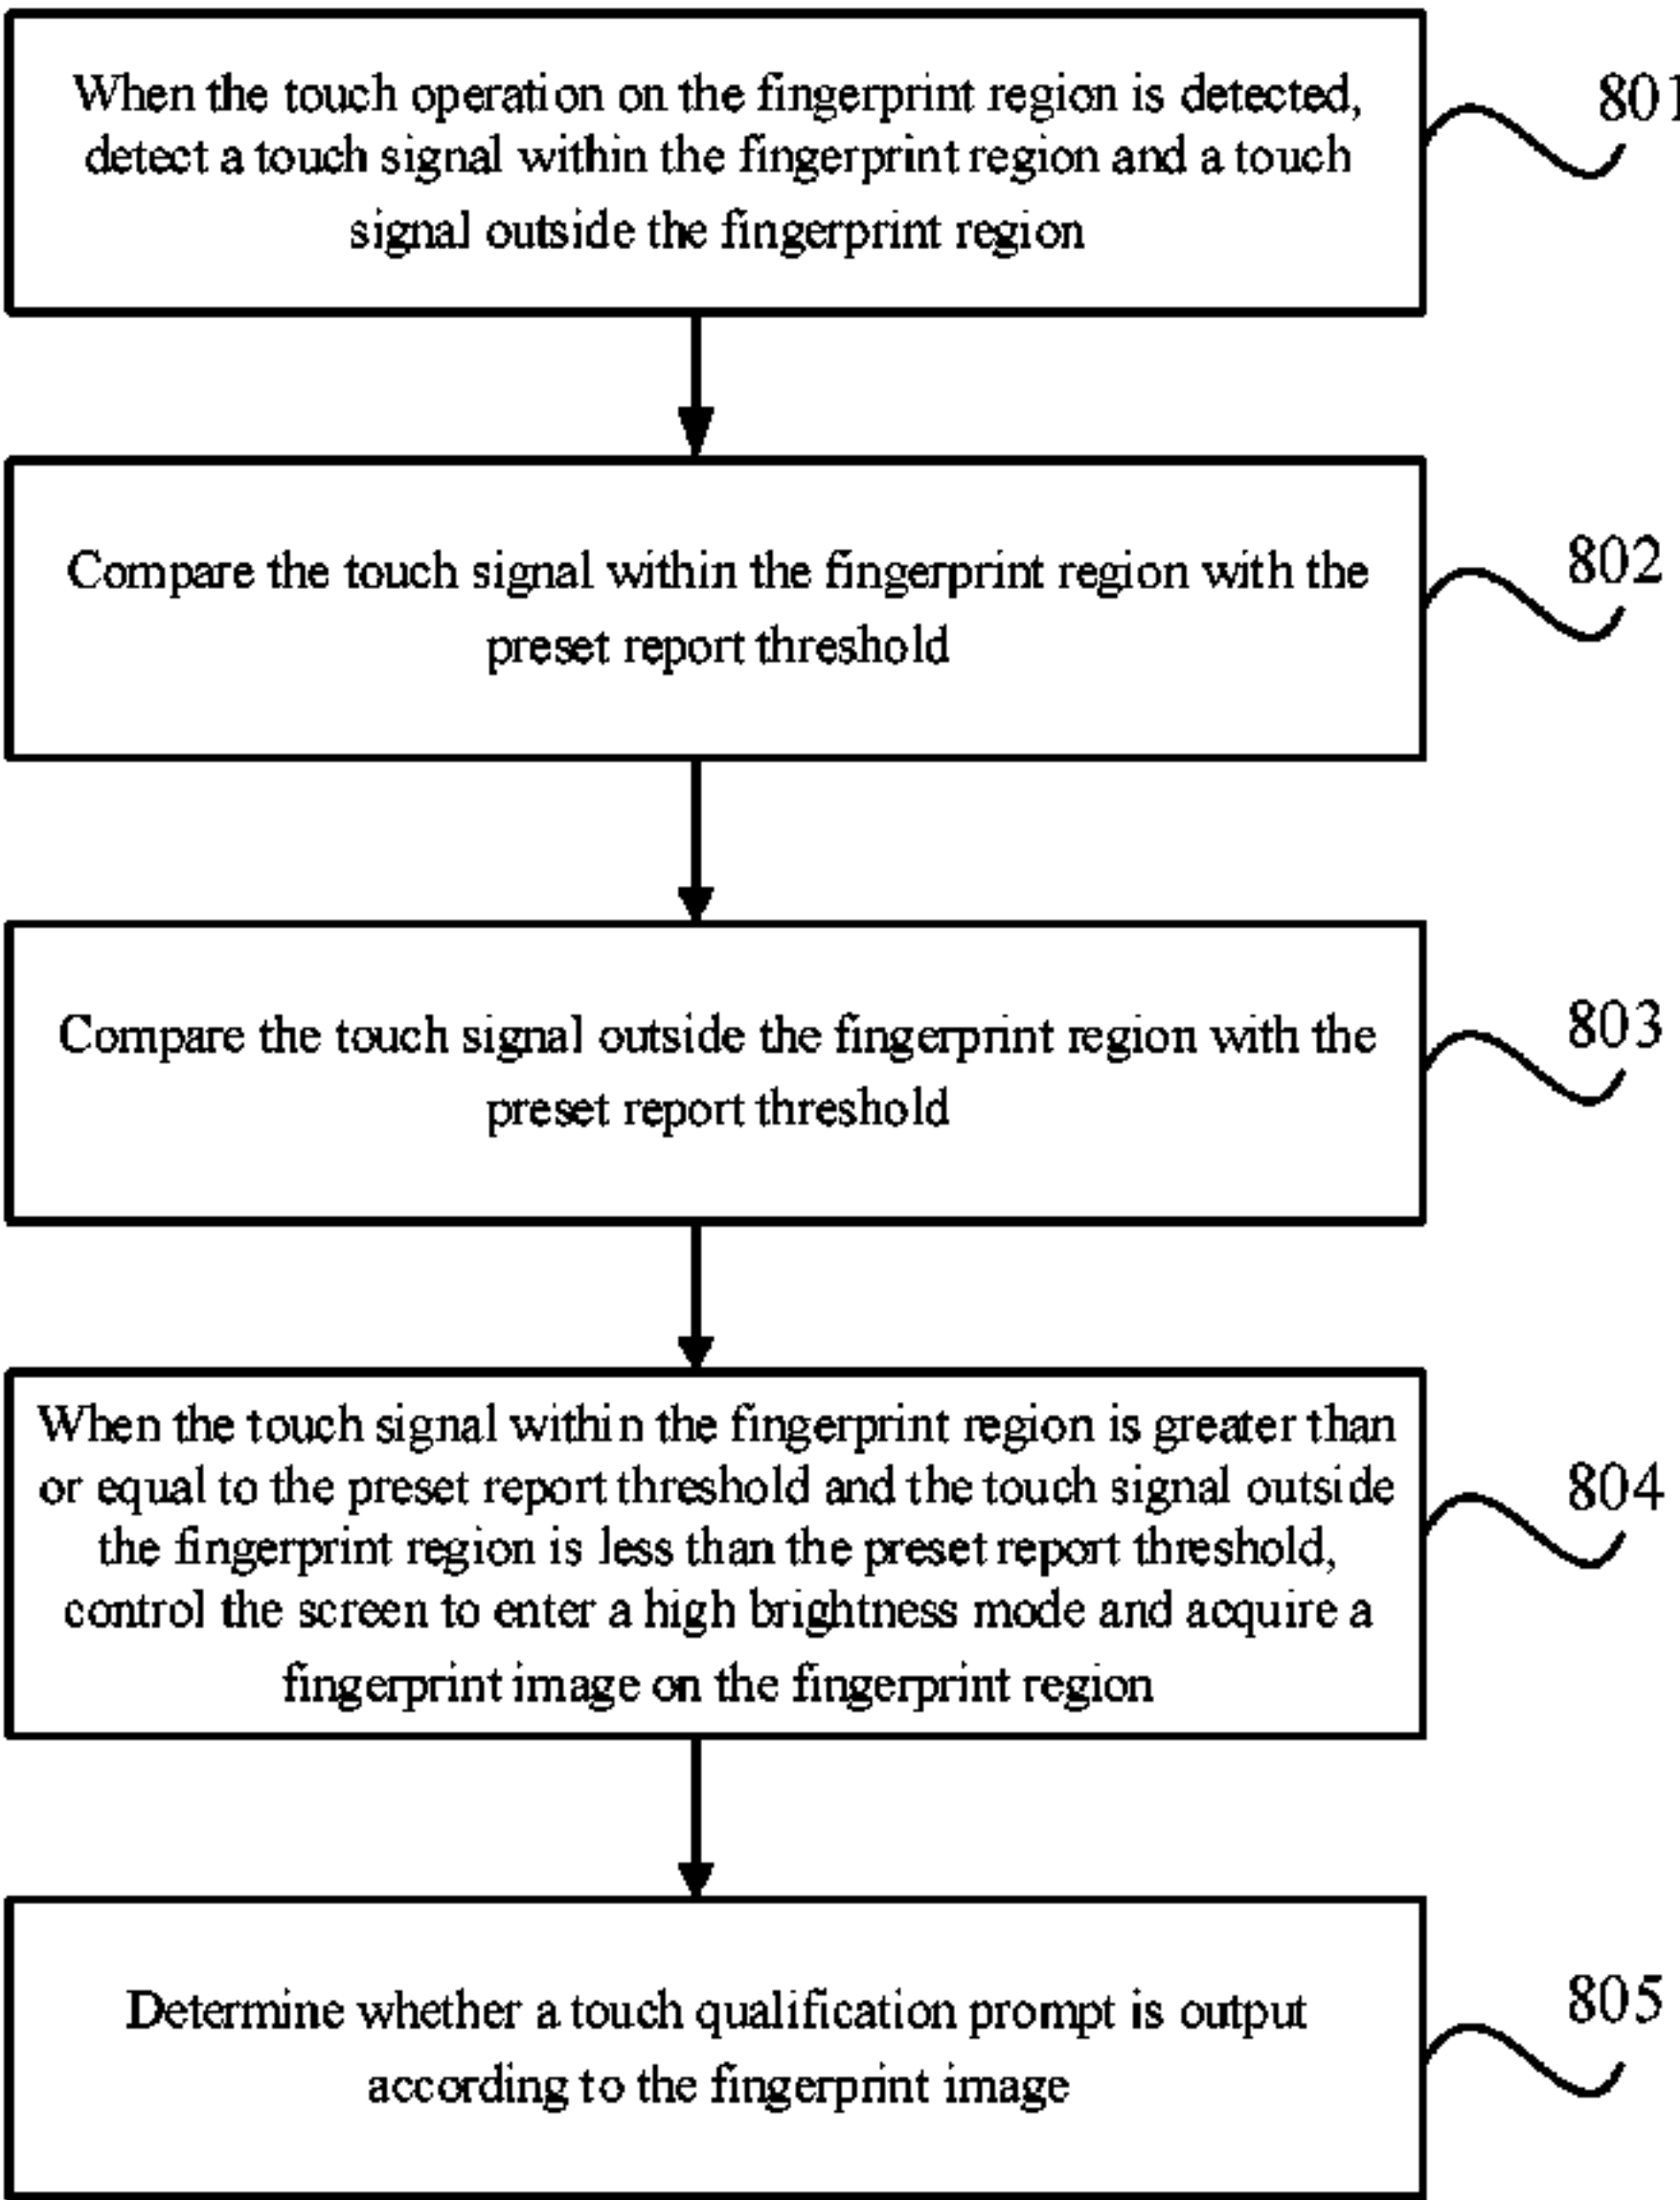 When the touch operation on the fingerprint region is detected,
detect a touch signal within the fingerprint region and a touch
signal outside the fingerprint region
801
Compare the touch signal within the fingerprint region with the
preset report threshold
802
Compare the touch signal outside the fingerprint region with the
preset report threshold
803
When the touch signal within the fingerprint region is greater than
or equal to the preset report threshold and the touch signal outside
the fingerprint region is less than the preset report threshold,
control the screen to enter a high brightness mode and acquire a
fingerprint image on the fingerprint region
804
Determine whether a touch qualification prompt is output
according to the fingerprint image
805